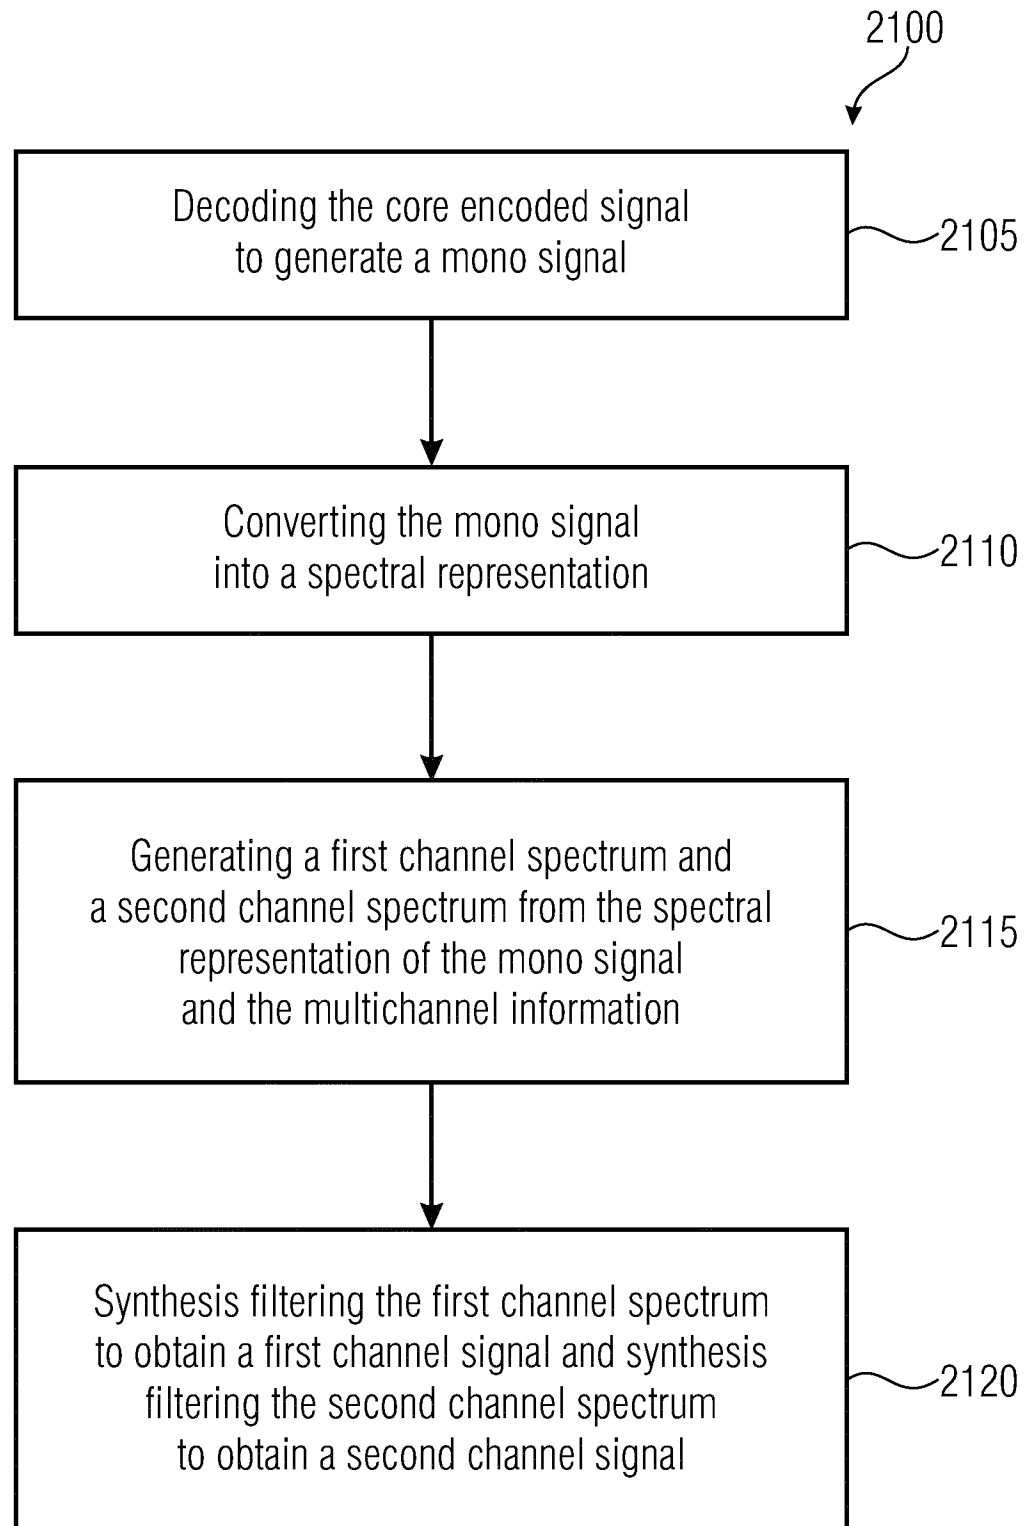 2100
Decoding the core encoded signal
to generate a mono signal
2105
Converting the mono signal
into a spectral representation
2110
Generating a first channel spectrum and
a second channel spectrum from the spectral
representation of the mono signal
and the multichannel information
2115
Synthesis filtering the first channel spectrum
to obtain a first channel signal and synthesis
filtering the second channel spectrum
to obtain a second channel signal
2120